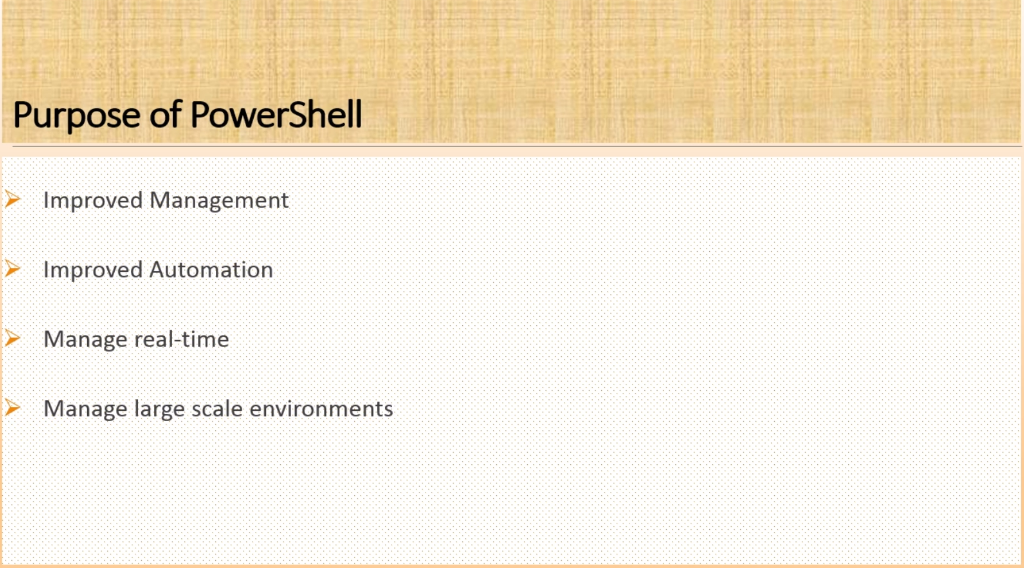 Purpose of PowerShell
Improved Management
Improved Automation
Manage real-time
Manage large scale environments